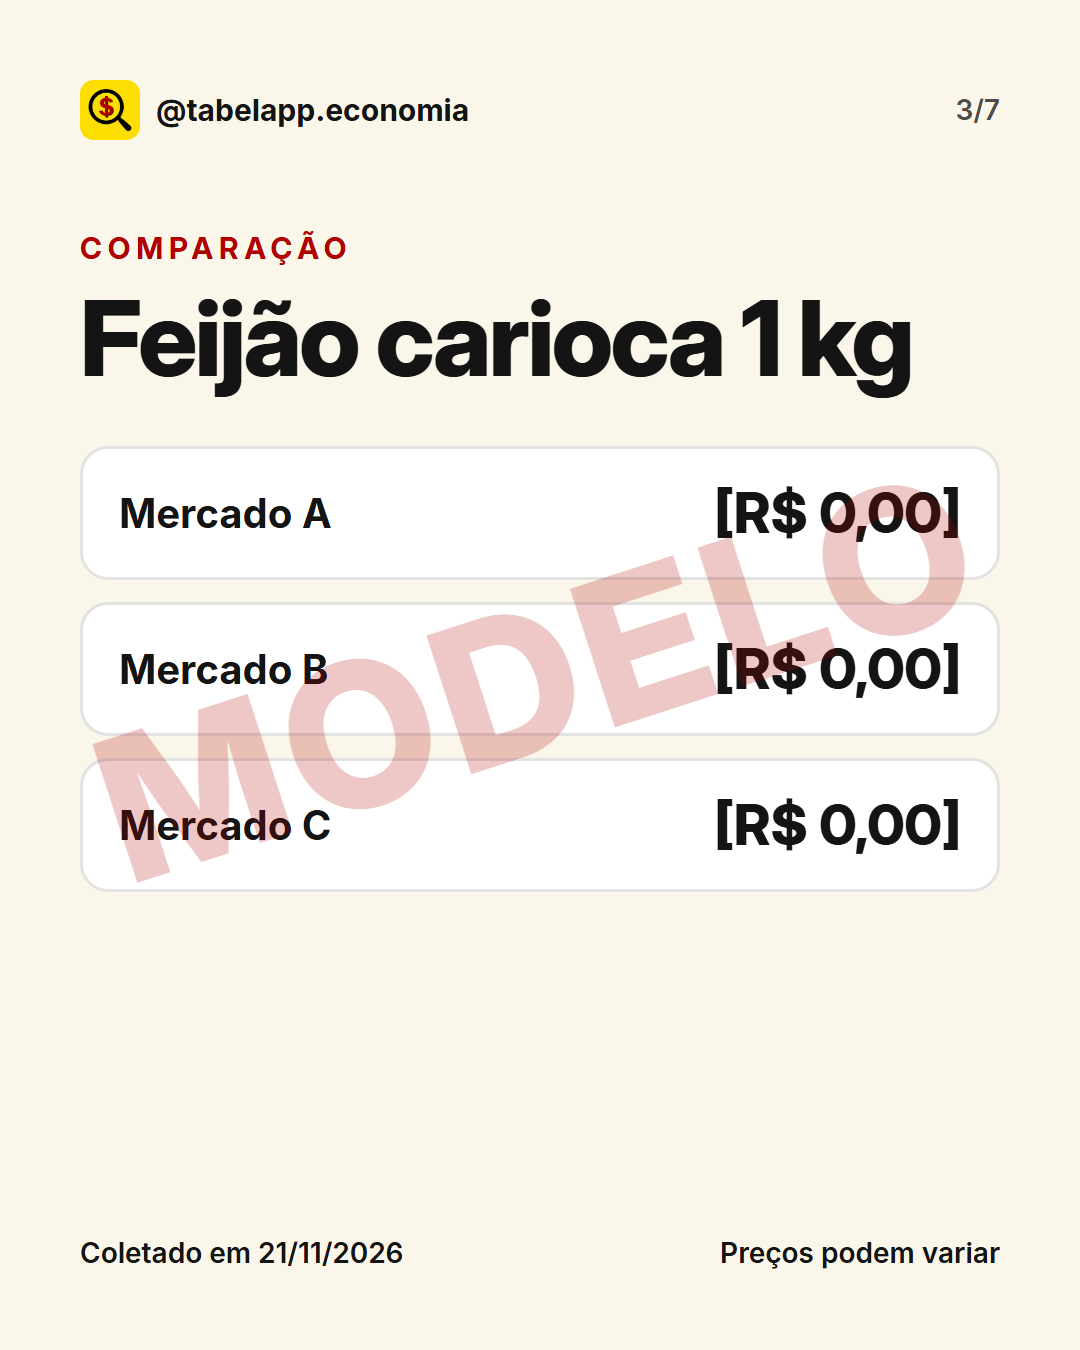 $
@tabelapp.economia
3/7
COMPARAÇÃO
Feijão carioca 1 kg
Mercado A
[R$ 0,00]
Mercado B
[R$ 0,00]
Mercado C
[R$ 0,00]
MODELO
Coletado em 21/11/2026
Preços podem variar